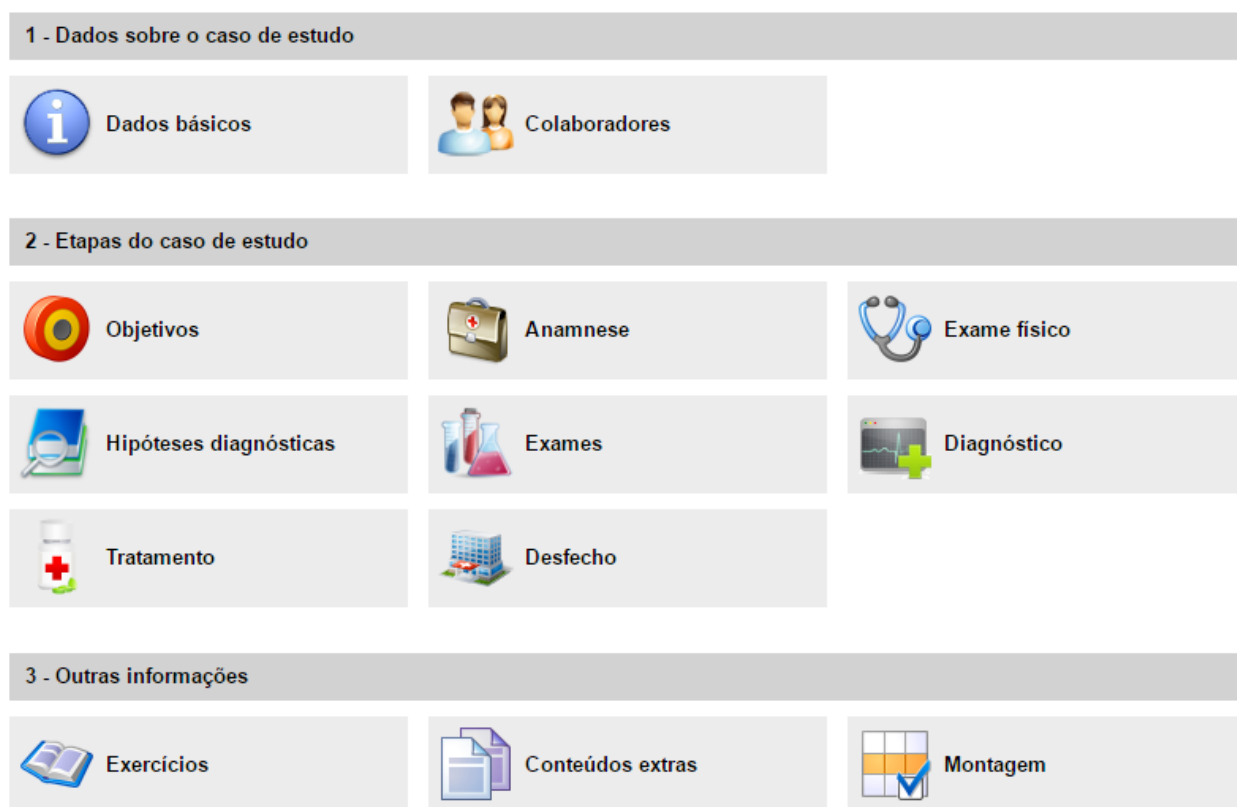 1 - Dados sobre o caso de estudo
Dados básicos
Colaboradores
2 - Etapas do caso de estudo
Objetivos
Anamnese
Exame físico
Hipóteses diagnósticas
Exames
Diagnóstico
Tratamento
Desfecho
3 - Outras informações
Exercícios
Conteúdos extras
Montagem